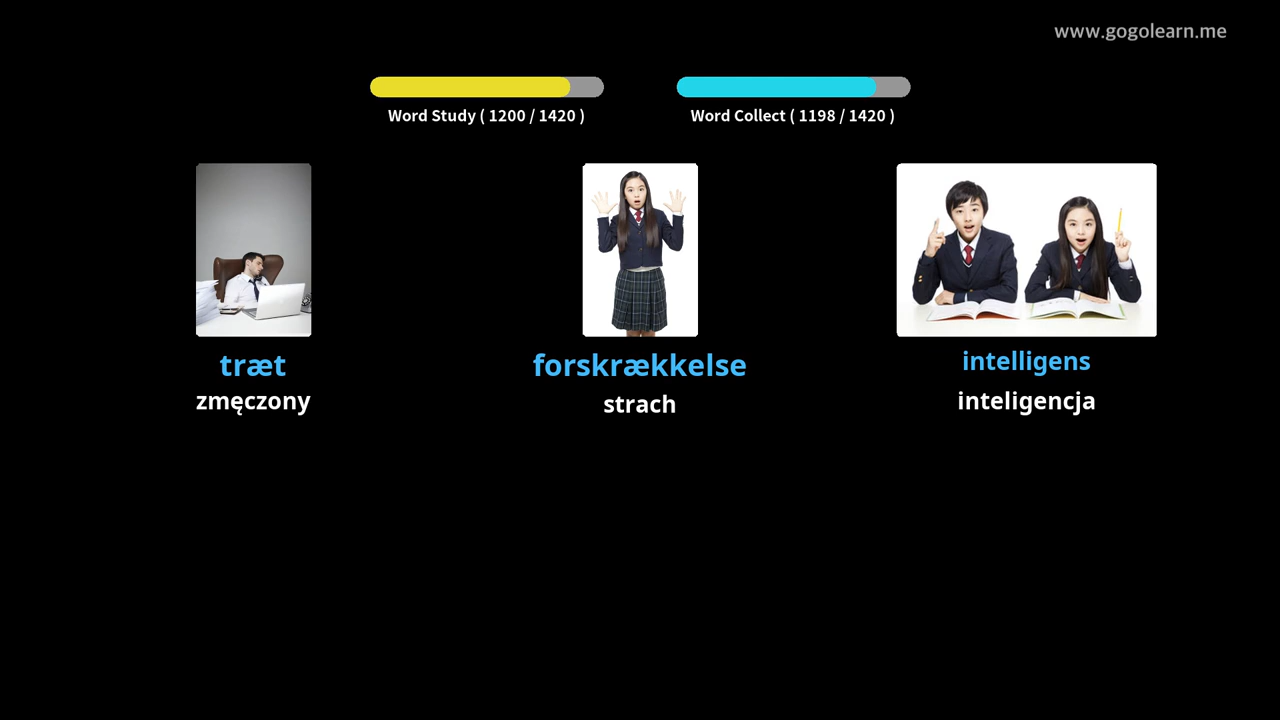 www.gogolearn.me
Word Study ( 1200 / 1420 )
Word Collect ( 1198 / 1420 )
træt
zmęczony
forskrækkelse
strach
intelligens
inteligencja